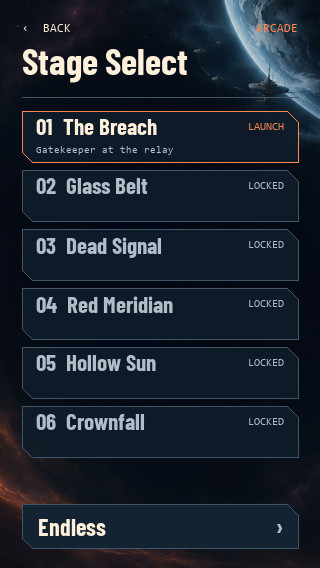 ‹ BACK
ARCADE
Stage Select
01 The Breach
LAUNCH
Gatekeeper at the relay
02 Glass Belt
LOCKED
03 Dead Signal
LOCKED
04 Red Meridian
LOCKED
05 Hollow Sun
LOCKED
06 Crownfall
LOCKED
Endless ›